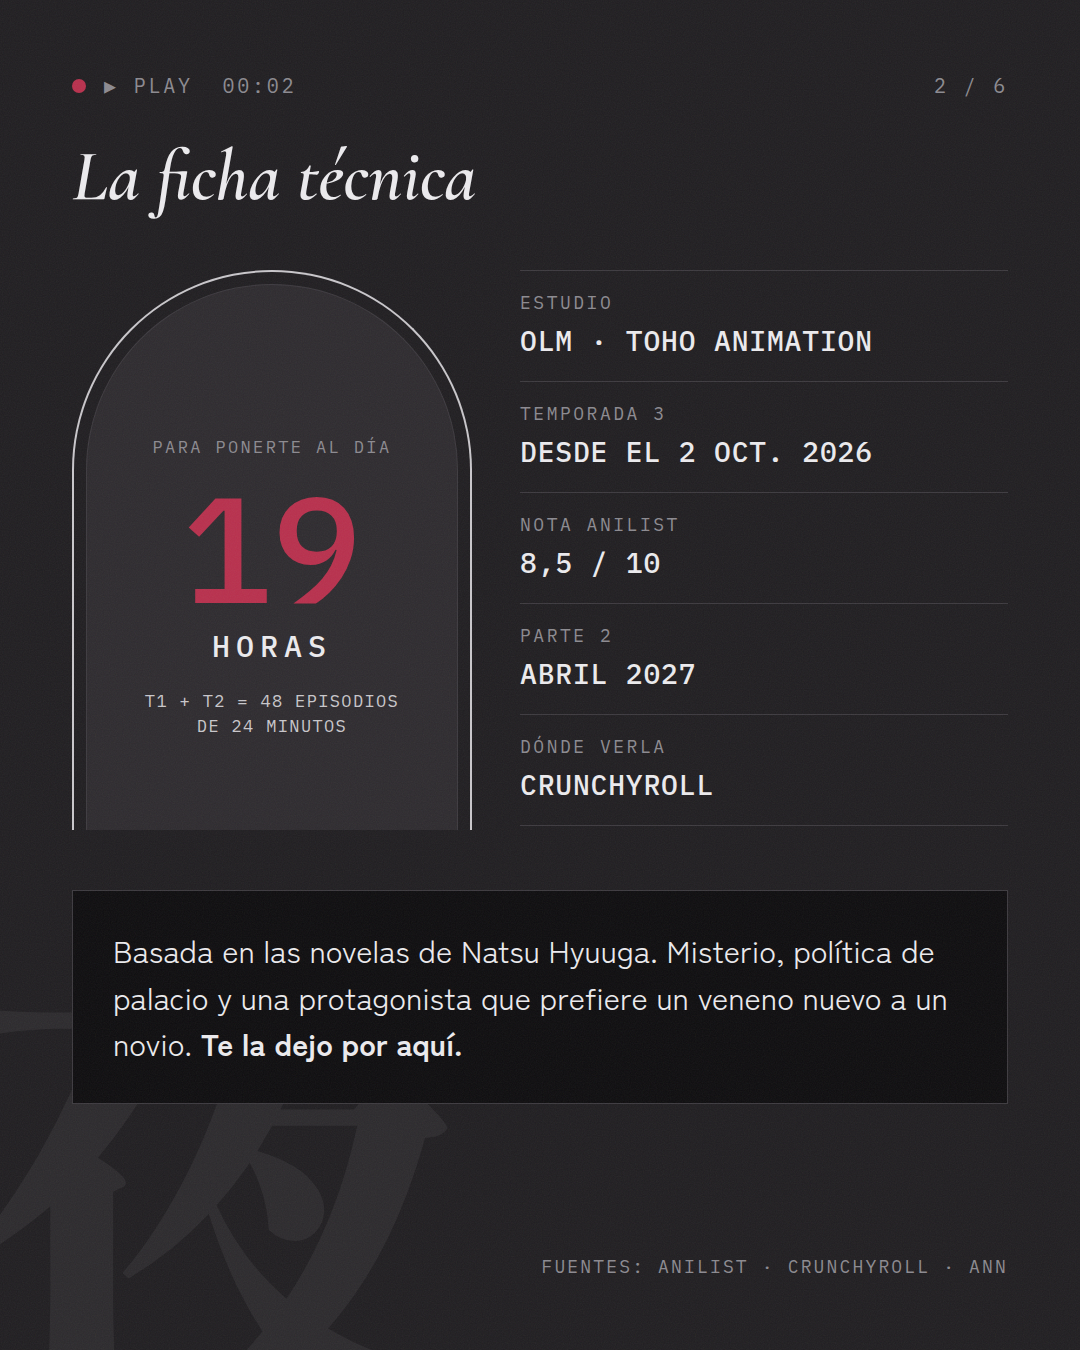 ▶ PLAY 00:02
2 / 6
La ficha técnica
PARA PONERTE AL DÍA
19
HORAS
T1 + T2 = 48 EPISODIOS
DE 24 MINUTOS
ESTUDIO
OLM · TOHO ANIMATION
TEMPORADA 3
DESDE EL 2 OCT. 2026
NOTA ANILIST
8,5 / 10
PARTE 2
ABRIL 2027
DÓNDE VERLA
CRUNCHYROLL
Basada en las novelas de Natsu Hyuuga. Misterio, política de
palacio y una protagonista que prefiere un veneno nuevo a un
novio. Te la dejo por aquí.
夜
FUENTES: ANILIST · CRUNCHYROLL · ANN